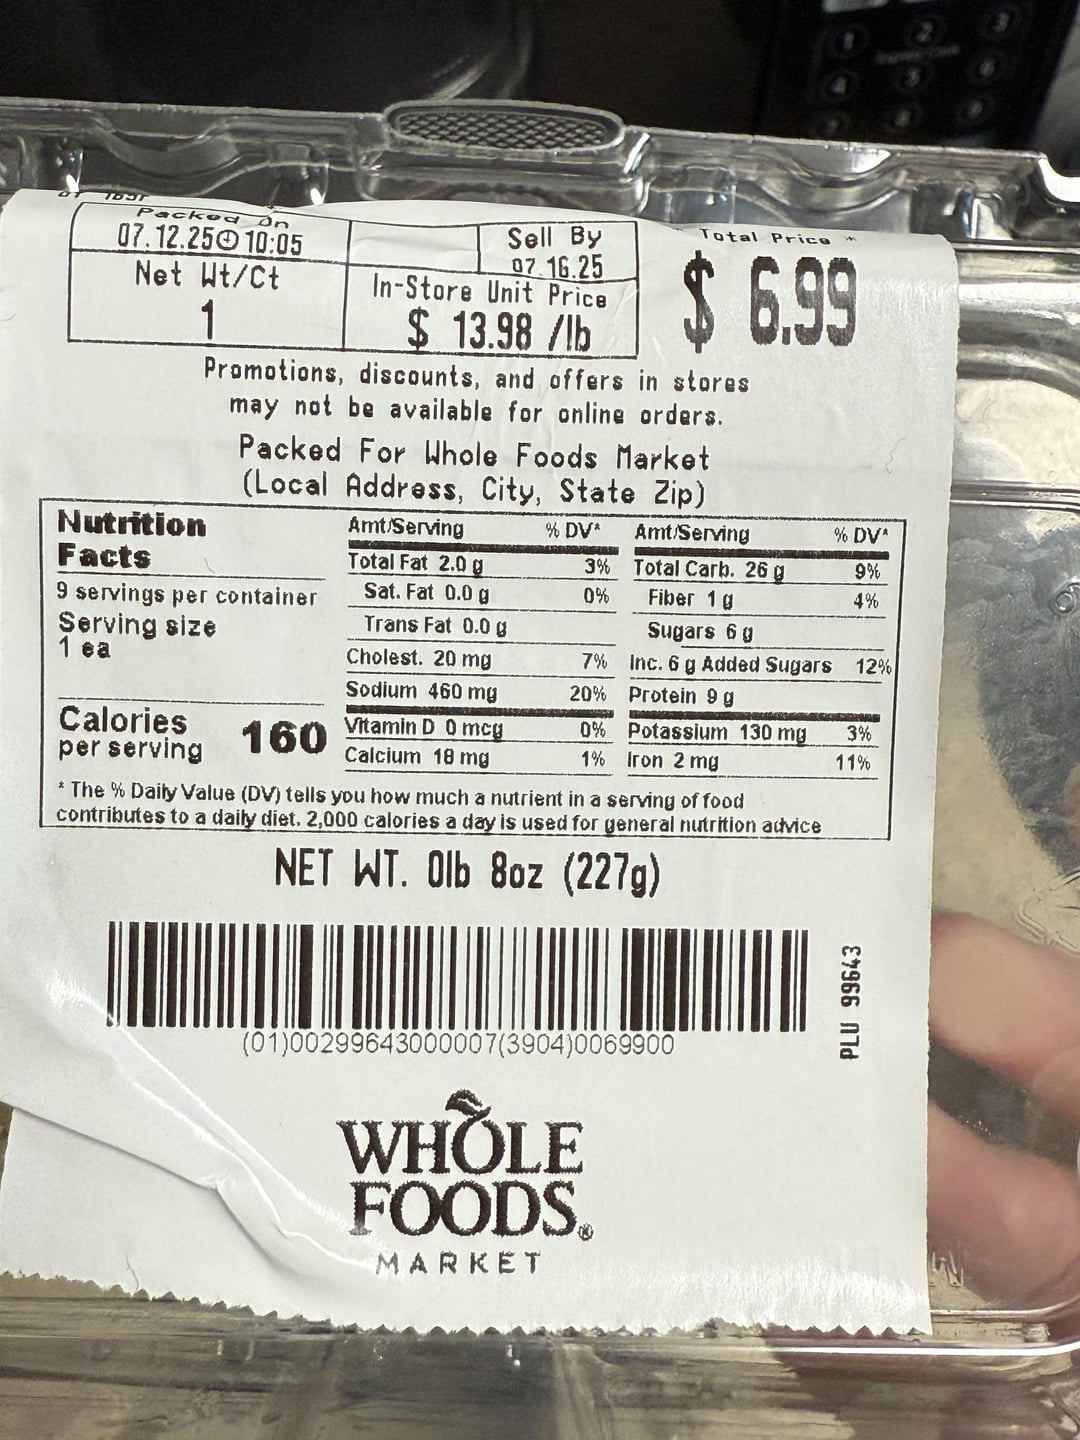 Packed On
07.12.25 10:05
Sell By
07.16.25
* Total Price *
$ 6.99
Net Wt/Ct
1
In-Store Unit Price
$ 13.98 /lb
Promotions, discounts, and offers in stores
may not be available for online orders.
Packed For Whole Foods Market
(Local Address, City, State Zip)
Nutrition
Facts
9 servings per container
Serving size
1 ea
Calories
per serving 160
Amt/Serving % DV*
Total Fat 2.0 g 3%
Sat. Fat 0.0 g 0%
Trans Fat 0.0 g
Cholest. 20 mg 7%
Sodium 460 mg 20%
Vitamin D 0 mcg 0%
Calcium 18 mg 1%
Amt/Serving % DV*
Total Carb. 26 g 9%
Fiber 1 g 4%
Sugars 6 g
Inc. 6 g Added Sugars 12%
Protein 9 g
Potassium 130 mg 3%
Iron 2 mg 11%
* The % Daily Value (DV) tells you how much a nutrient in a serving of food
contributes to a daily diet. 2,000 calories a day is used for general nutrition advice
NET WT. 0lb 8oz (227g)
(01)00299643000007(3904)0069900
PLU 99643
WHOLE
FOODS®
MARKET